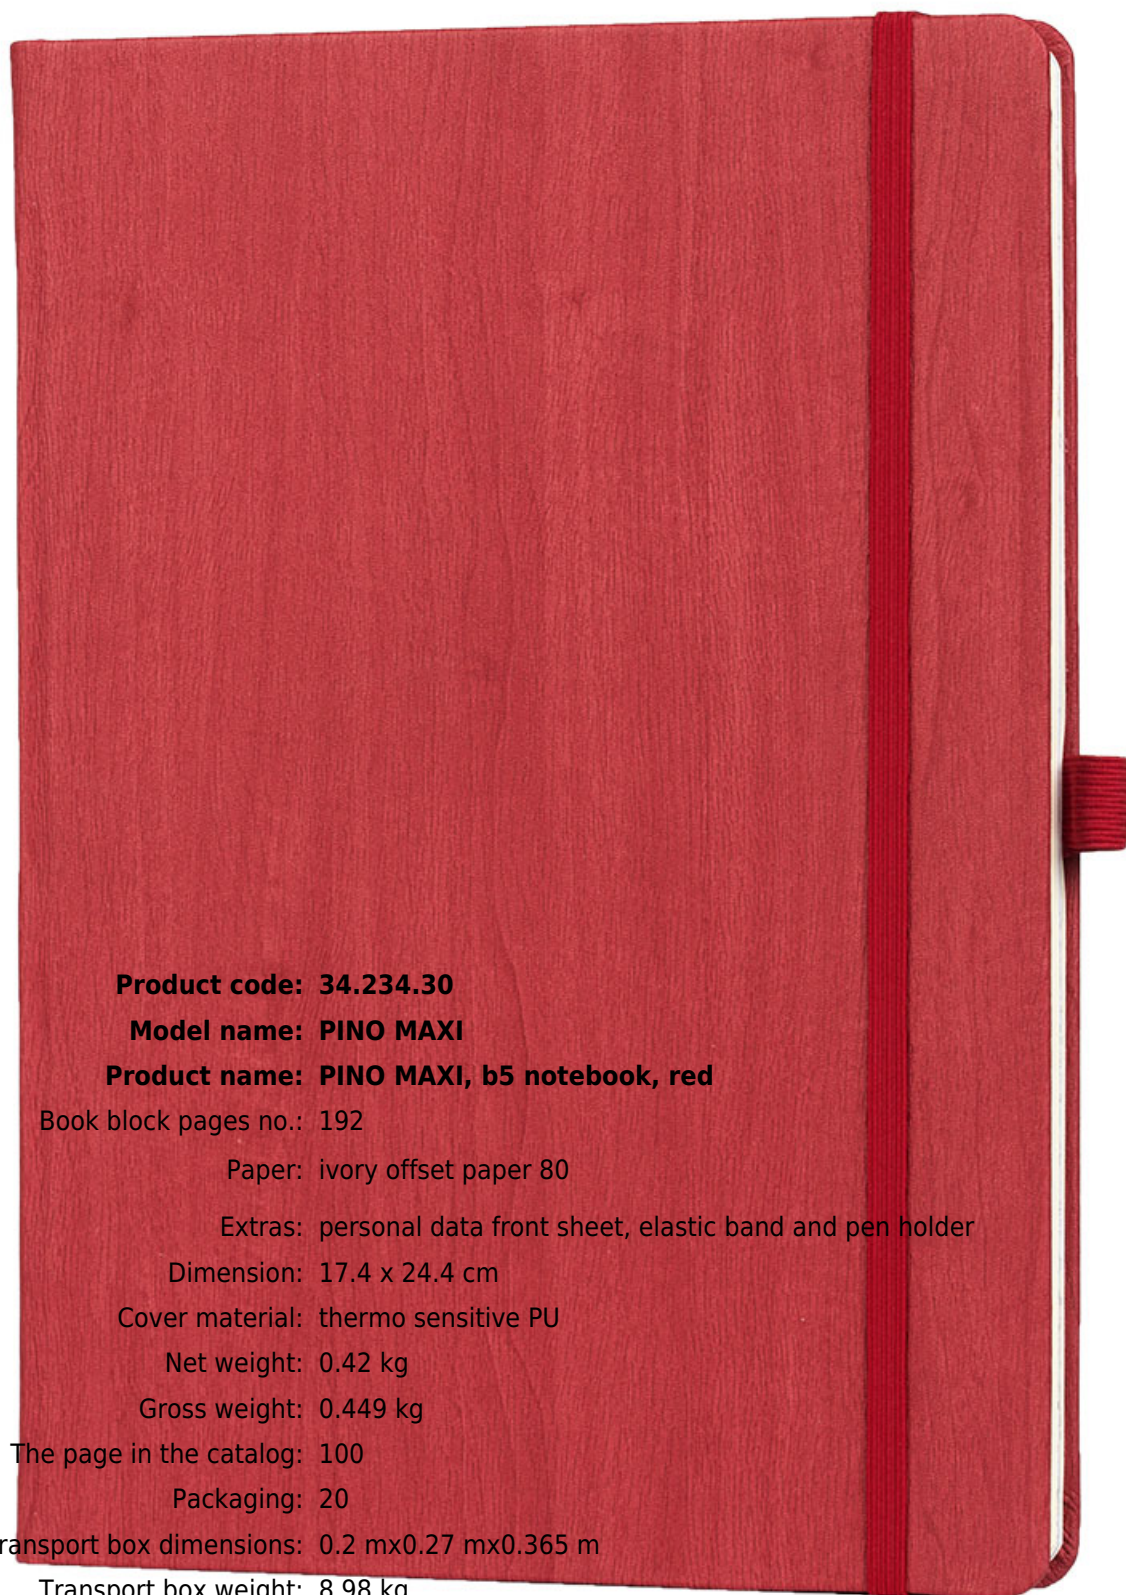 Product code: 34.234.30
Model name: PINO MAXI
Product name: PINO MAXI, b5 notebook, red
Book block pages no.: 192
Paper: ivory offset paper 80
Extras: personal data front sheet, elastic band and pen holder
Dimension: 17.4 x 24.4 cm
Cover material: thermo sensitive PU
Net weight: 0.42 kg
Gross weight: 0.449 kg
The page in the catalog: 100
Packaging: 20
ransport box dimensions: 0.2 mx0.27 mx0.365 m
Transport box weight: 8.98 kg